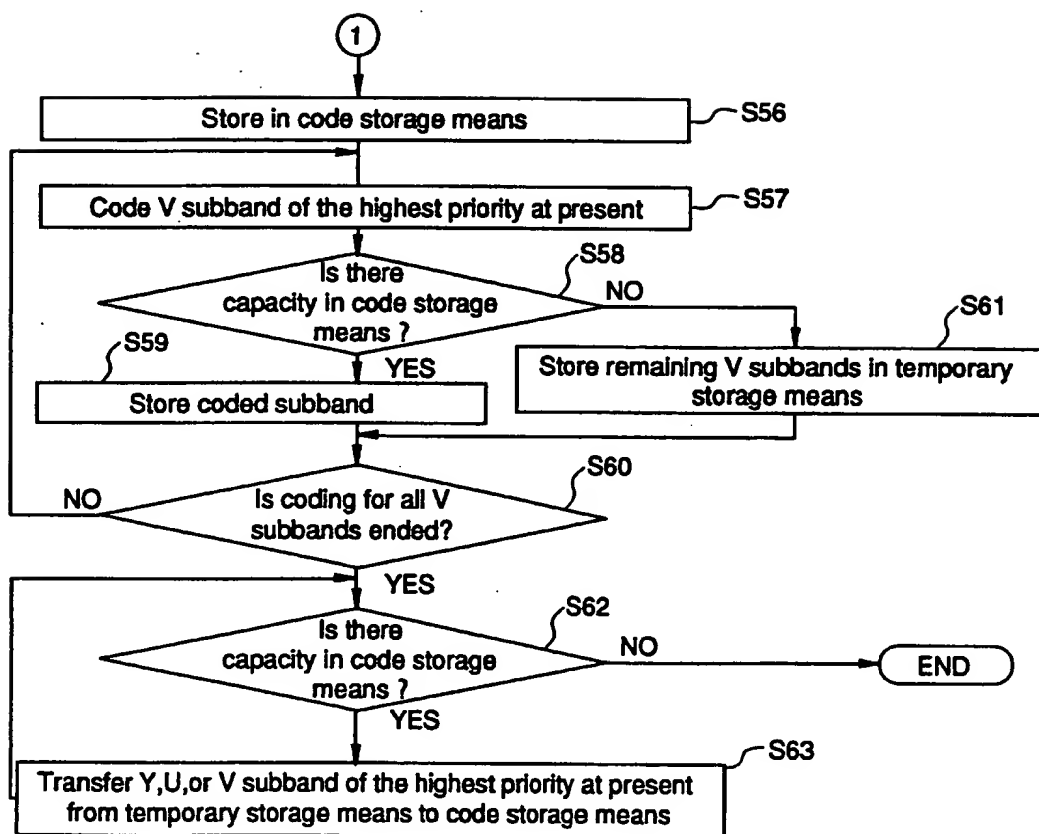 1
Store in code storage means
S56
Code V subband of the highest priority at present
S57
Is there
capacity in code storage
means ?
S58
NO
YES
S59
Store coded subband
S61
Store remaining V subbands in temporary
storage means
S60
Is coding for all V
subbands ended?
NO
YES
S62
Is there
capacity in code storage
means ?
NO
END
YES
S63
Transfer Y,U,or V subband of the highest priority at present
from temporary storage means to code storage means